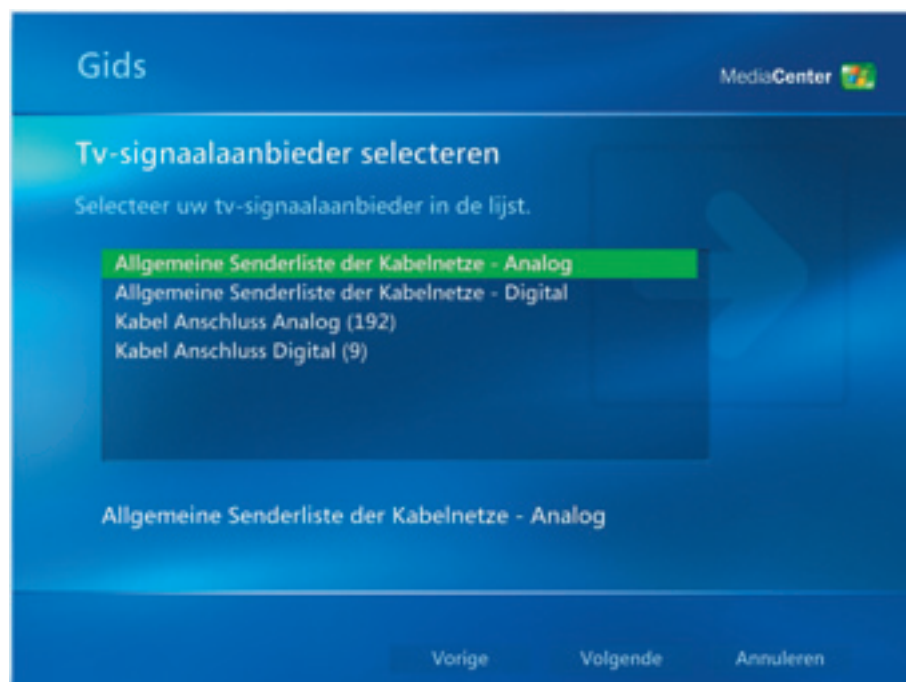 Gids
MediaCenter
Tv-signaalaanbieder selecteren
Selecteer uw tv-signaalaanbieder in de lijst.
Allgemeine Senderliste der Kabelnetze - Analog
Allgemeine Senderliste der Kabelnetze - Digital
Kabel Anschluss Analog (192)
Kabel Anschluss Digital (9)
Allgemeine Senderliste der Kabelnetze - Analog
Vorige Volgende Annuleren